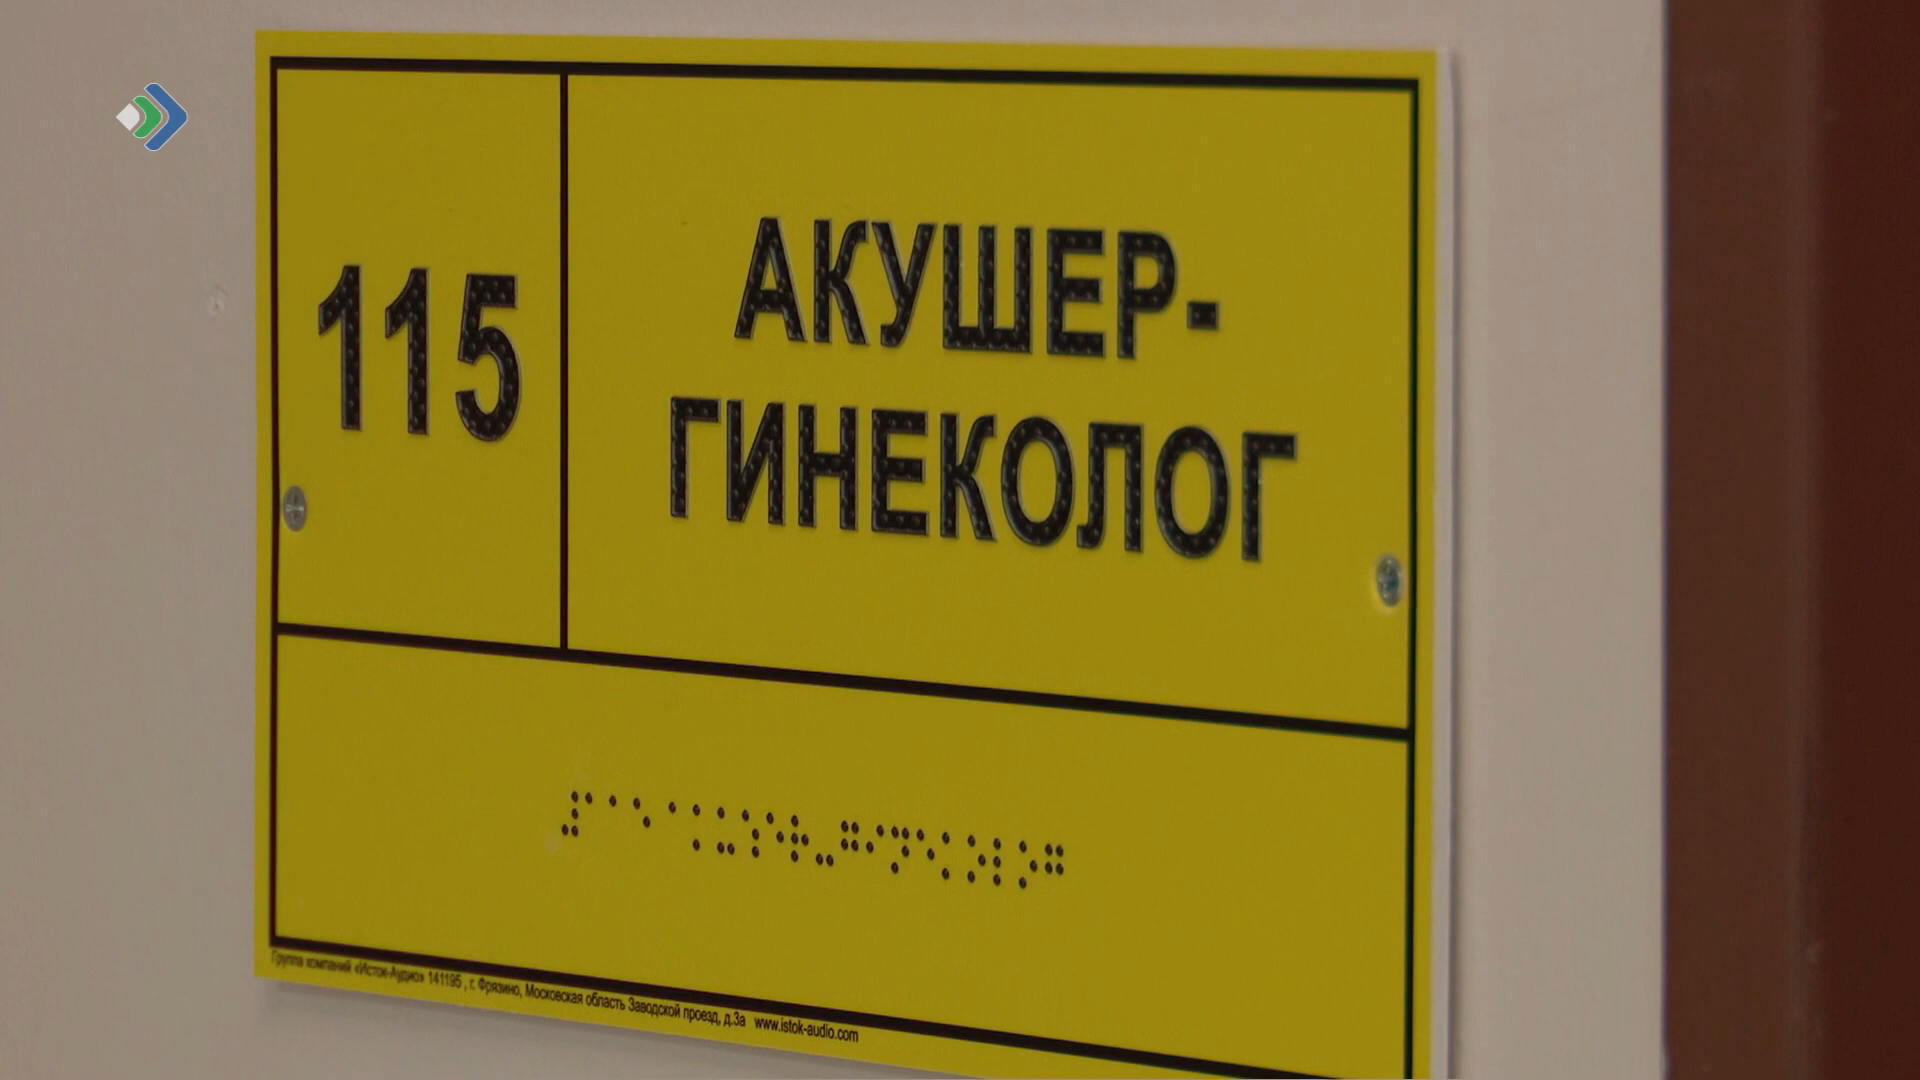 115
АКУШЕР-
ГИНЕКОЛОГ
Группа компаний «Исток-Аудио» 141195 , г. Фрязино, Московская область Заводской проезд, д.3а www.istok-audio.com